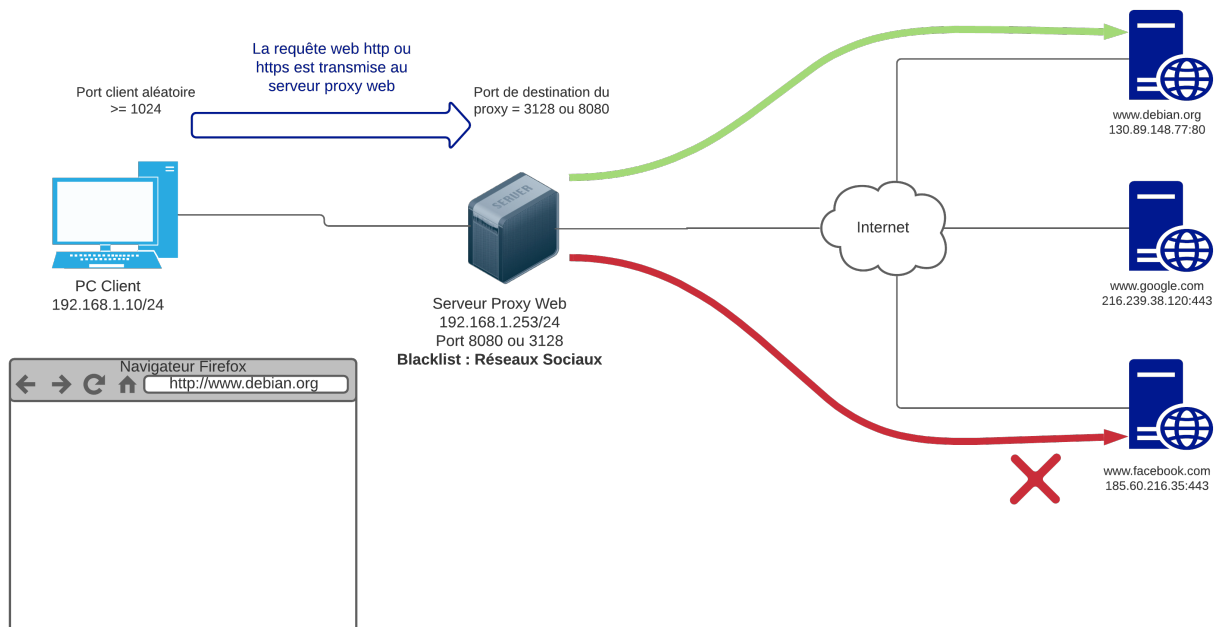 La requête web http ou
https est transmise au
serveur proxy web
Port client aléatoire
>= 1024
Port de destination du
proxy = 3128 ou 8080
www.debian.org
130.89.148.77:80
SERVER
Internet
PC Client
192.168.1.10/24
www.google.com
216.239.38.120:443
Serveur Proxy Web
192.168.1.253/24
Port 8080 ou 3128
Blacklist : Réseaux Sociaux
Navigateur Firefox
http://www.debian.org
www.facebook.com
185.60.216.35:443